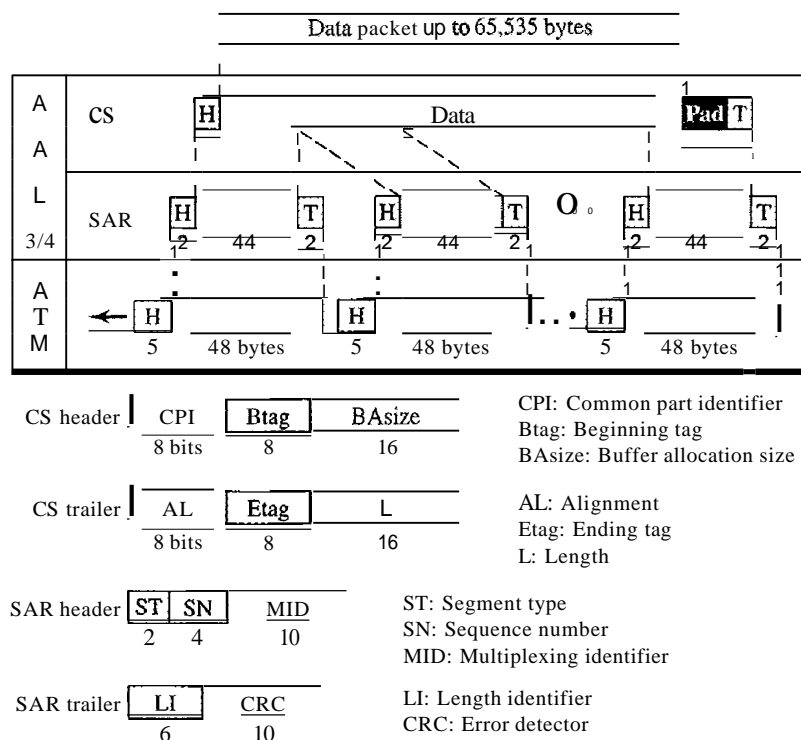 Data packet up to 65,535 bytes
A A L 3/4
CS H Data Pad T
SAR H T H T H T
2 44 2 2 44 2 2 44 2
A T M
H H H
5 48 bytes 5 48 bytes 5 48 bytes
CS header CPI Btag BAsize
8 bits 8 16
CPI: Common part identifier
Btag: Beginning tag
BAsize: Buffer allocation size
CS trailer AL Etag L
8 bits 8 16
AL: Alignment
Etag: Ending tag
L: Length
SAR header ST SN MID
2 4 10
ST: Segment type
SN: Sequence number
MID: Multiplexing identifier
SAR trailer LI CRC
6 10
LI: Length identifier
CRC: Error detector